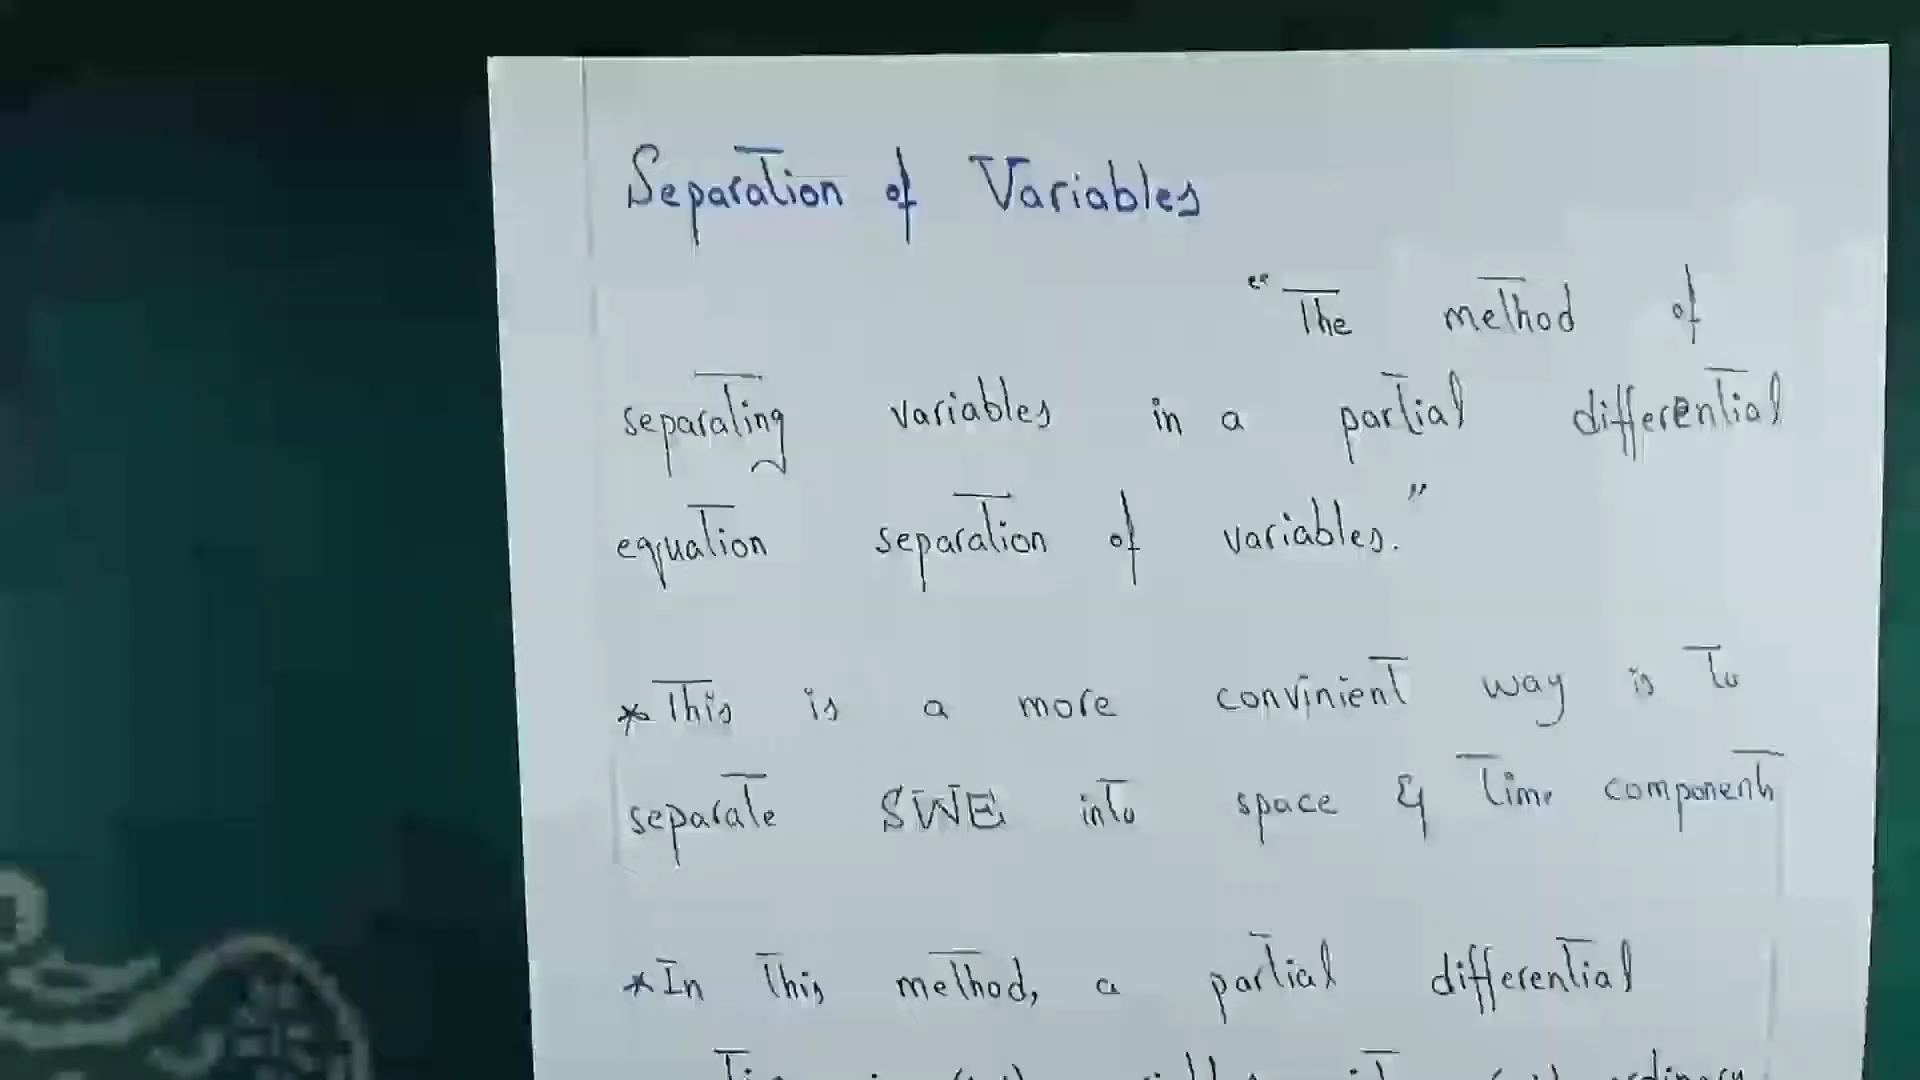 Separation of Variables
“The method of
separating variables in a partial differential
equation separation of variables.”
*This is a more convinient way is to
separate SWE into space & time components
*In this method, a partial differential
ordinary